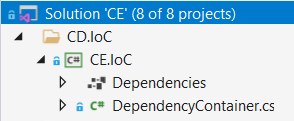 Solution 'CE' (8 of 8 projects)
CD.IoC
C# CE.IoC
Dependencies
C# DependencyContainer.cs